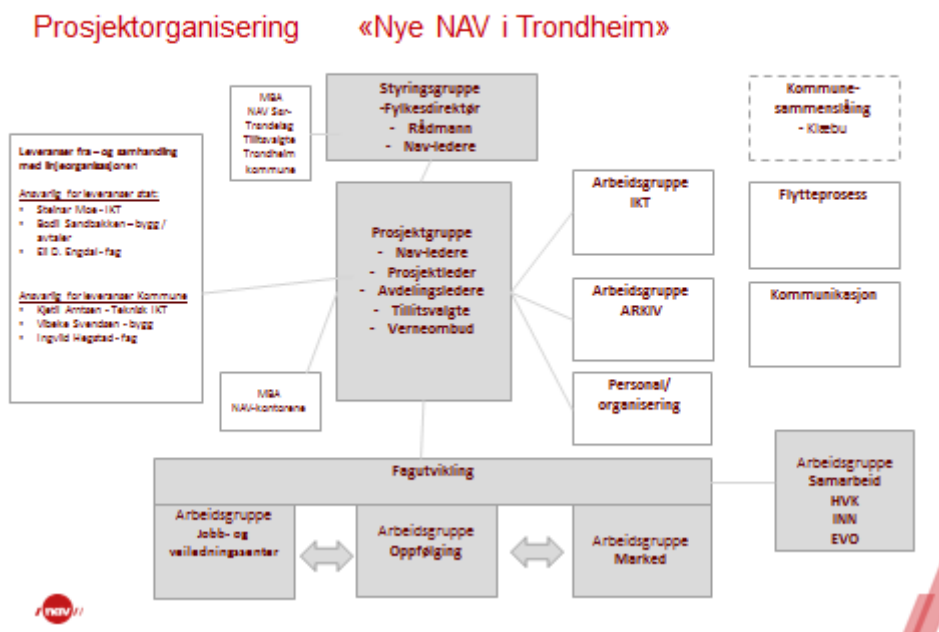 Prosjektorganisering «Nye NAV i Trondheim»
MBA
NAV Sør-
Trøndelag
Tillitsvalgte
Trondheim
kommune
Styringsgruppe
-Fylkesdirektør
- Rådmann
- Nav-ledere
Kommune-
sammenslåing
- Klæbu
Leveranser fra – og samhandling
med linjeorganisasjonen
Ansvarlig for leveranser stat:
• Steinar Moe - IKT
• Bodil Sandbakken – bygg /
avtaler
• Eli D. Engdal - fag
Ansvarlig for leveranser Kommune
• Kjetil Arntsen - Teknisk IKT
• Vibeke Svendsen - bygg
• Ingvild Hegstad - fag
Prosjektgruppe
- Nav-ledere
- Prosjektleder
- Avdelingsledere
- Tillitsvalgte
- Verneombud
Arbeidsgruppe
IKT
Flytteprosess
Arbeidsgruppe
ARKIV
Kommunikasjon
MBA
NAV-kontorene
Personal/
organisering
Fagutvikling
Arbeidsgruppe
Samarbeid
HVK
INN
EVO
Arbeidsgruppe
Jobb- og
veiledningssenter
Arbeidsgruppe
Oppfølging
Arbeidsgruppe
Marked
nav